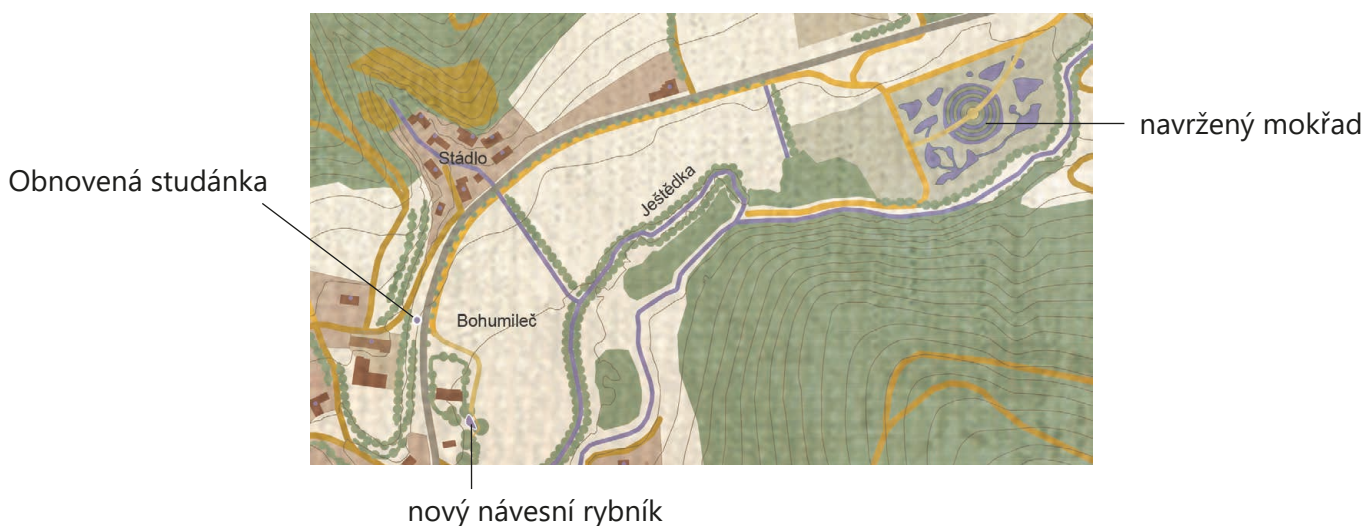 navržený mokřad
Stádlo
Obnovená studánka
Ještědka
Bohumileč
nový návesní rybník